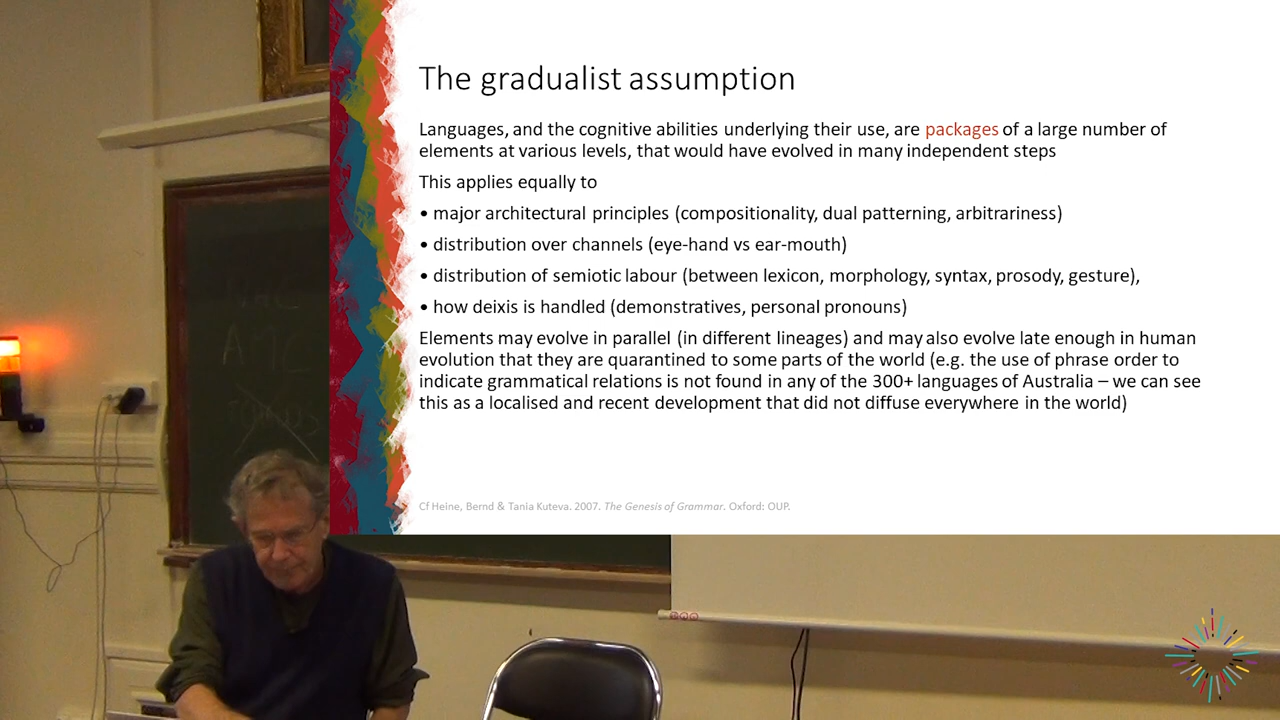 The gradualist assumption
Languages, and the cognitive abilities underlying their use, are packages of a large number of
elements at various levels, that would have evolved in many independent steps
This applies equally to
• major architectural principles (compositionality, dual patterning, arbitrariness)
• distribution over channels (eye-hand vs ear-mouth)
• distribution of semiotic labour (between lexicon, morphology, syntax, prosody, gesture),
• how deixis is handled (demonstratives, personal pronouns)
Elements may evolve in parallel (in different lineages) and may also evolve late enough in human
evolution that they are quarantined to some parts of the world (e.g. the use of phrase order to
indicate grammatical relations is not found in any of the 300+ languages of Australia – we can see
this as a localised and recent development that did not diffuse everywhere in the world)
Cf Heine, Bernd & Tania Kuteva. 2007. The Genesis of Grammar. Oxford: OUP.